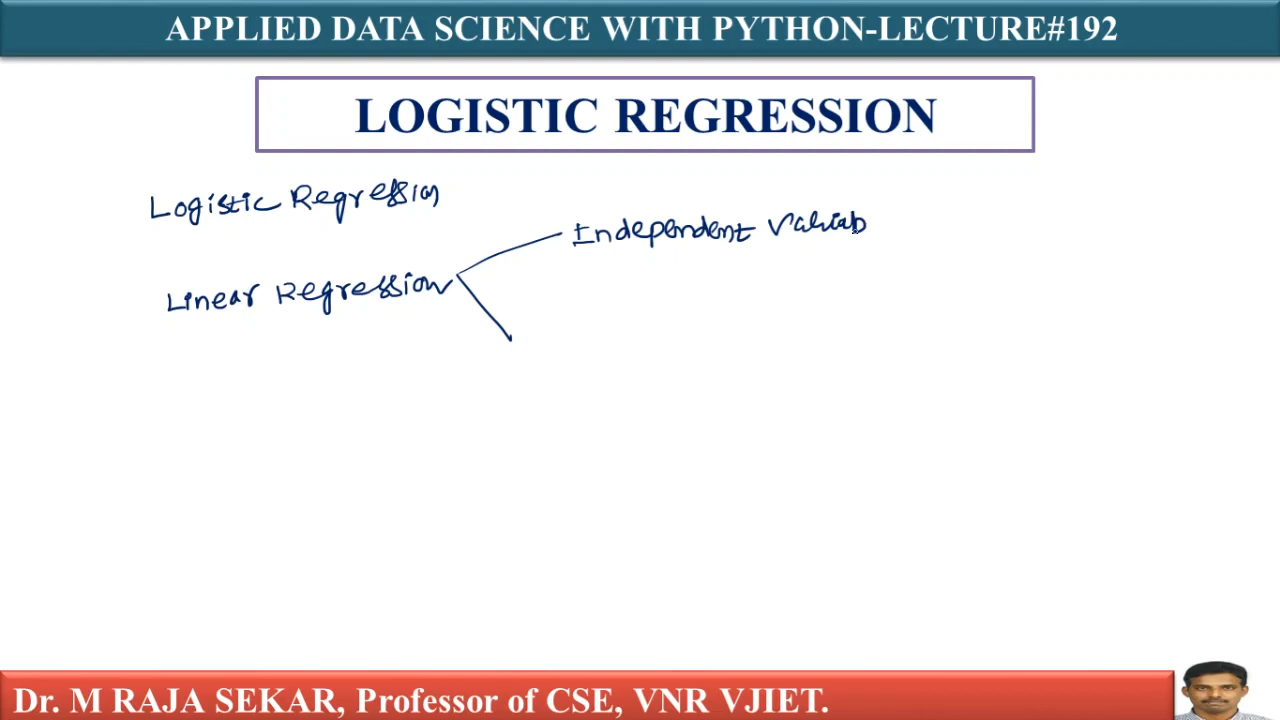 APPLIED DATA SCIENCE WITH PYTHON-LECTURE#192
LOGISTIC REGRESSION
Logistic Regression
Independent Variab
Linear Regression
Dr. M RAJA SEKAR, Professor of CSE, VNR VJIET.